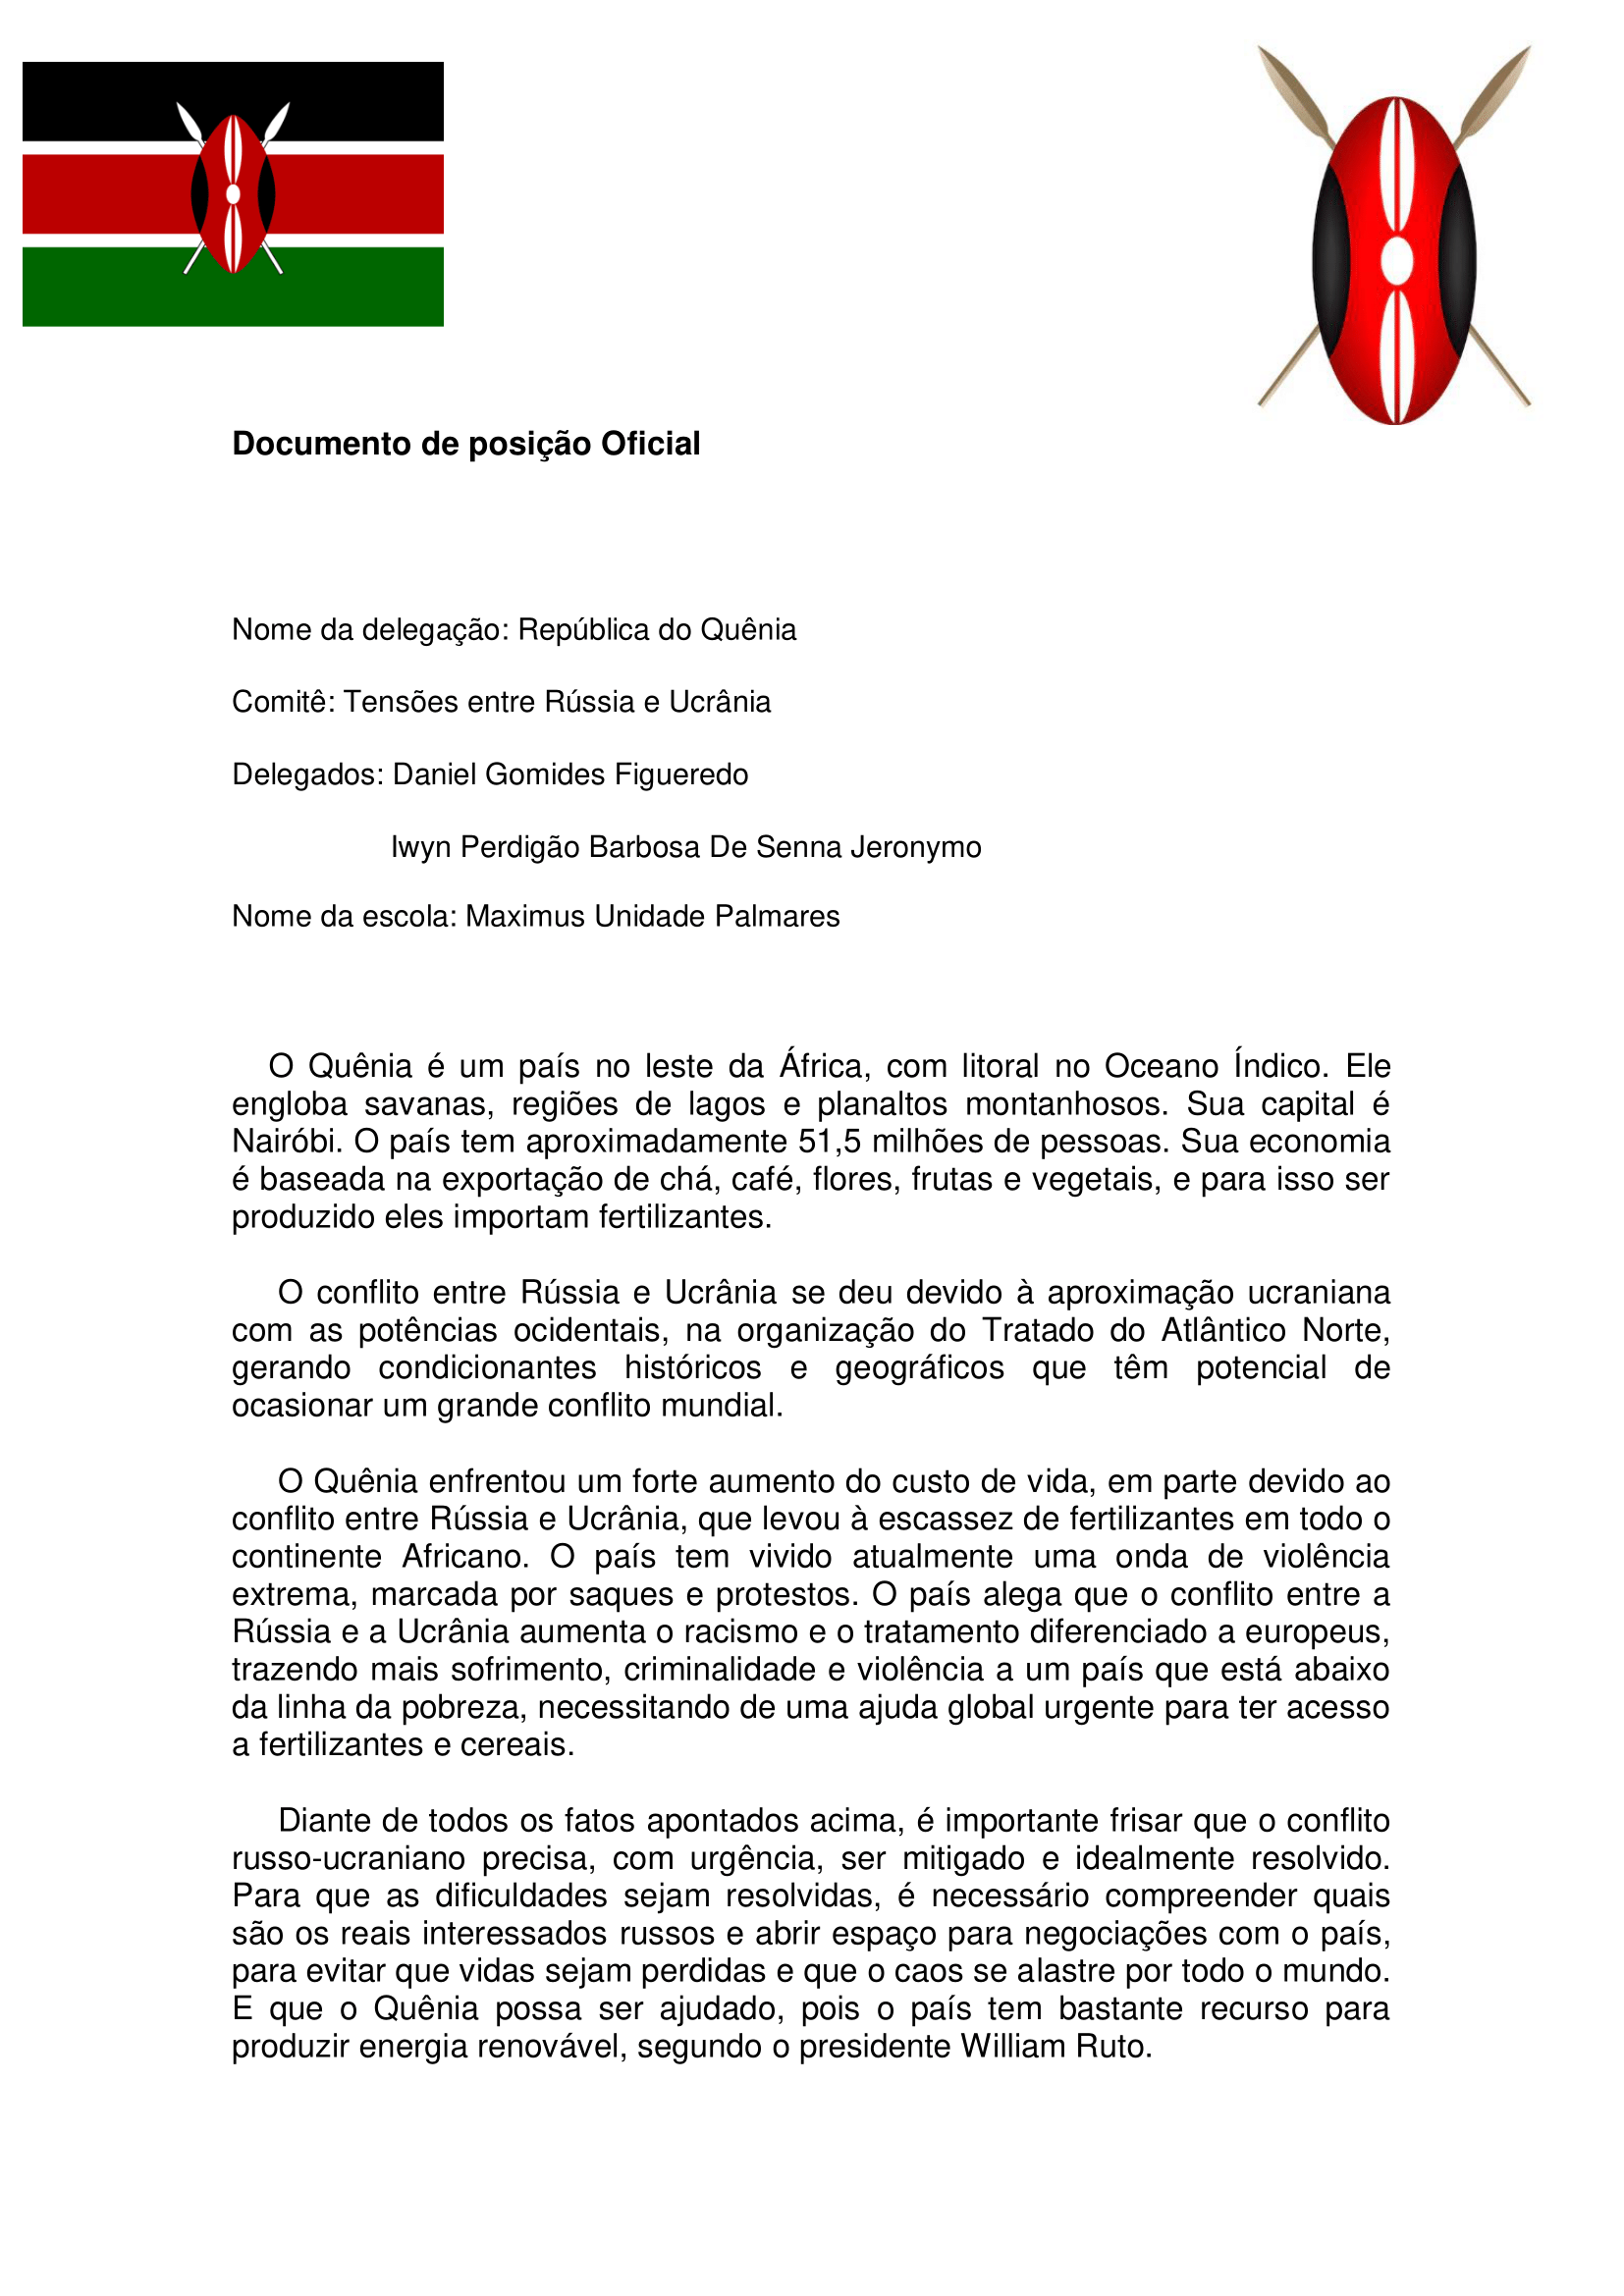 Documento de posição Oficial
Nome da delegação: República do Quênia
Comitê: Tensões entre Rússia e Ucrânia
Delegados: Daniel Gomides Figueredo
Iwyn Perdigão Barbosa De Senna Jeronymo
Nome da escola: Maximus Unidade Palmares
O Quênia é um país no leste da África, com litoral no Oceano Índico. Ele
engloba savanas, regiões de lagos e planaltos montanhosos. Sua capital é
Nairóbi. O país tem aproximadamente 51,5 milhões de pessoas. Sua economia
é baseada na exportação de chá, café, flores, frutas e vegetais, e para isso ser
produzido eles importam fertilizantes.
O conflito entre Rússia e Ucrânia se deu devido à aproximação ucraniana
com as potências ocidentais, na organização do Tratado do Atlântico Norte,
gerando condicionantes históricos e geográficos que têm potencial de
ocasionar um grande conflito mundial.
O Quênia enfrentou um forte aumento do custo de vida, em parte devido ao
conflito entre Rússia e Ucrânia, que levou à escassez de fertilizantes em todo o
continente Africano. O país tem vivido atualmente uma onda de violência
extrema, marcada por saques e protestos. O país alega que o conflito entre a
Rússia e a Ucrânia aumenta o racismo e o tratamento diferenciado a europeus,
trazendo mais sofrimento, criminalidade e violência a um país que está abaixo
da linha da pobreza, necessitando de uma ajuda global urgente para ter acesso
a fertilizantes e cereais.
Diante de todos os fatos apontados acima, é importante frisar que o conflito
russo-ucraniano precisa, com urgência, ser mitigado e idealmente resolvido.
Para que as dificuldades sejam resolvidas, é necessário compreender quais
são os reais interessados russos e abrir espaço para negociações com o país,
para evitar que vidas sejam perdidas e que o caos se alastre por todo o mundo.
E que o Quênia possa ser ajudado, pois o país tem bastante recurso para
produzir energia renovável, segundo o presidente William Ruto.